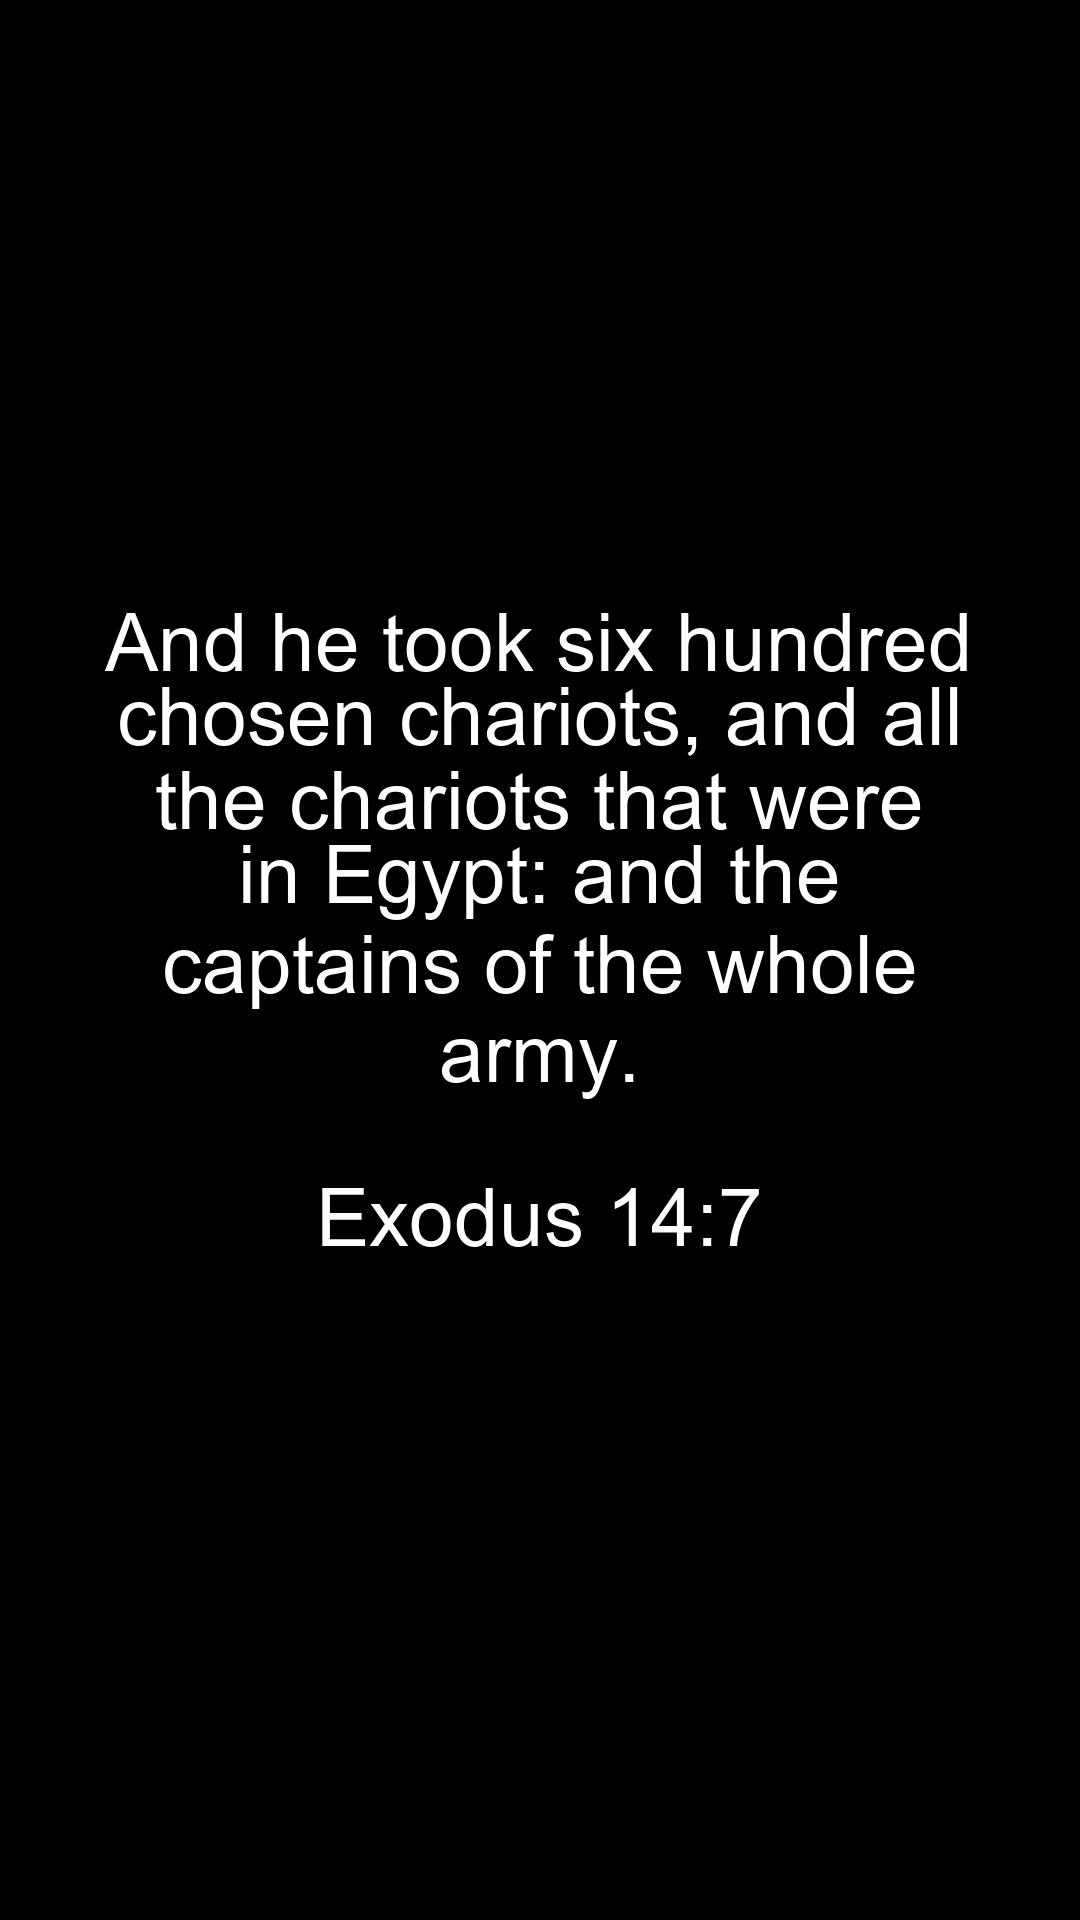 And he took six hundred
chosen chariots, and all
the chariots that were
in Egypt: and the
captains of the whole
army.
Exodus 14:7